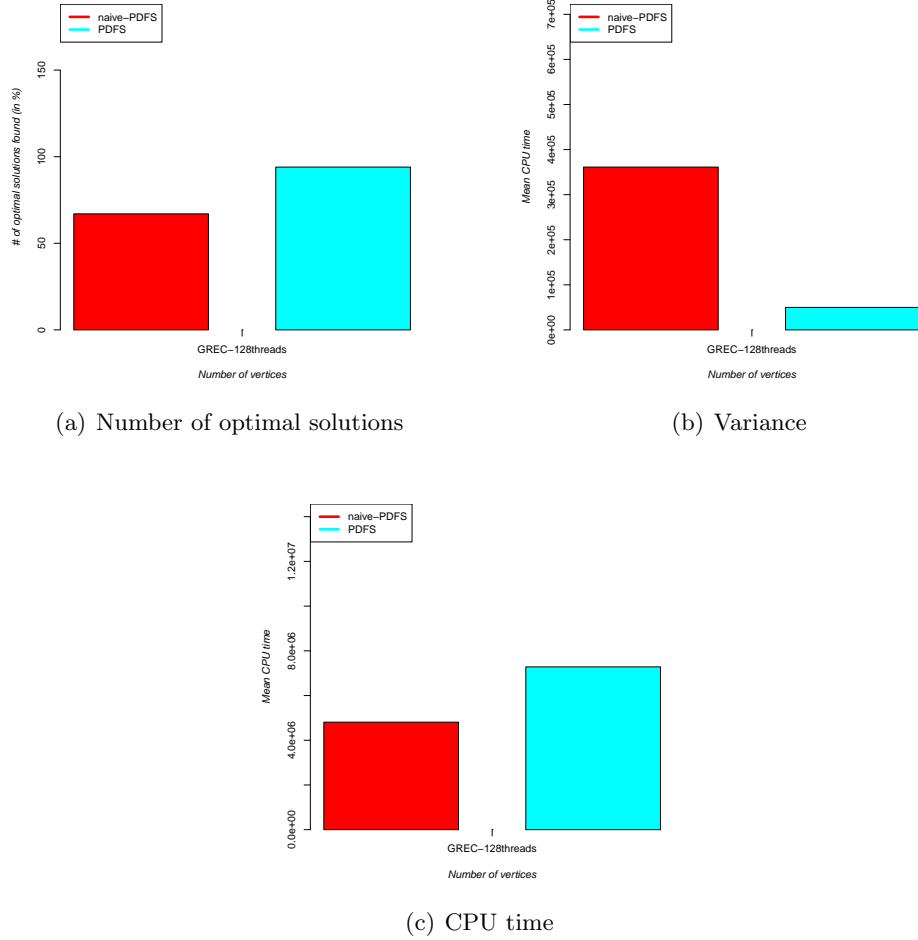 naive−PDFS
PDFS
# of optimal solutions found (in %)
0
50
100
150
GREC−128threads
Number of vertices
(a) Number of optimal solutions
naive−PDFS
PDFS
Mean CPU time
0e+00
1e+05
2e+05
3e+05
4e+05
5e+05
6e+05
7e+05
GREC−128threads
Number of vertices
(b) Variance
naive−PDFS
PDFS
Mean CPU time
0.0e+00
4.0e+06
8.0e+06
1.2e+07
GREC−128threads
Number of vertices
(c) CPU time